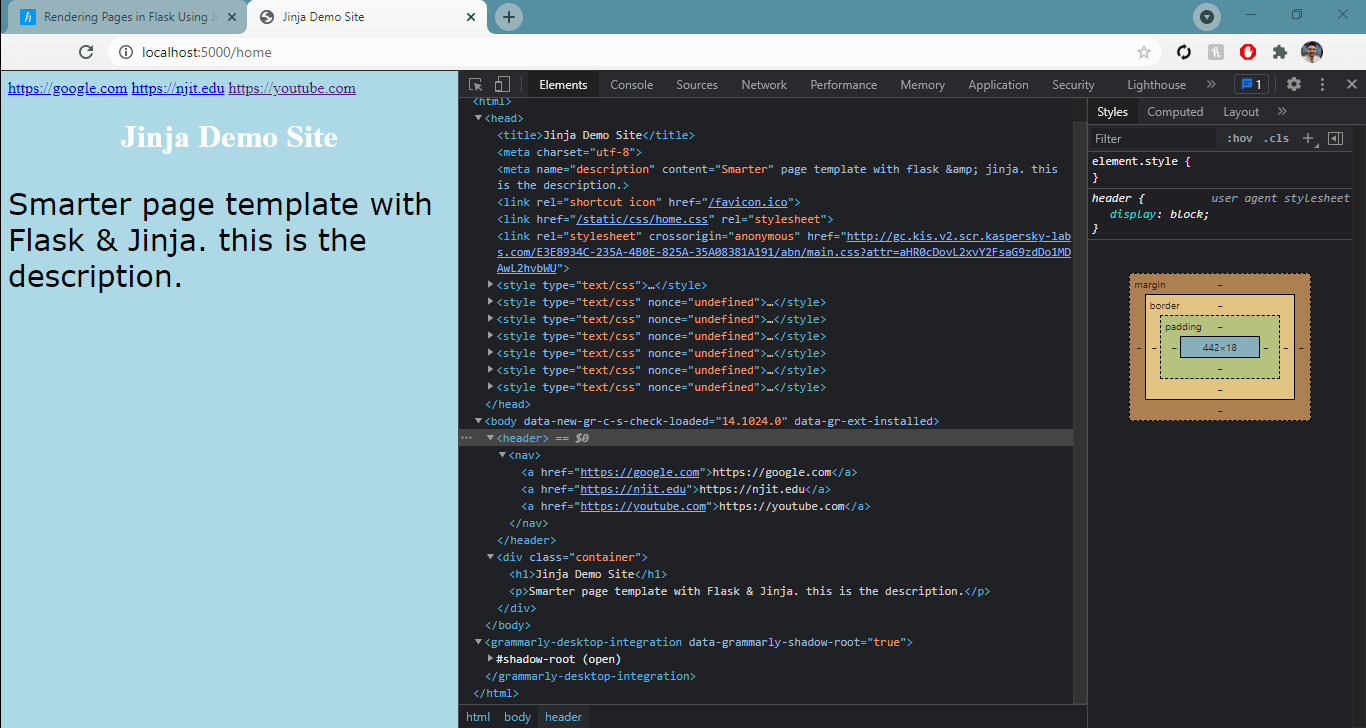 Rendering Pages in Flask Using J
Jinja Demo Site
localhost:5000/home
https://google.com https://njit.edu https://youtube.com
Jinja Demo Site
Smarter page template with
Flask & Jinja. this is the
description.
Elements Console Sources Network Performance Memory Application Security Lighthouse » 1
<html>
<head>
<title>Jinja Demo Site</title>
<meta charset="utf-8">
<meta name="description" content="Smarter" page template with flask &amp; jinja. this
is the description.>
<link rel="shortcut icon" href="/favicon.ico">
<link href="/static/css/home.css" rel="stylesheet">
<link rel="stylesheet" crossorigin="anonymous" href="http://gc.kis.v2.scr.kaspersky-lab
s.com/E3E8934C-235A-4B0E-825A-35A08381A191/abn/main.css?attr=aHR0cDovL2xvY2FsaG9zdDo1MD
AwL2hvbWU">
<style type="text/css">…</style>
<style type="text/css" nonce="undefined">…</style>
<style type="text/css" nonce="undefined">…</style>
<style type="text/css" nonce="undefined">…</style>
<style type="text/css" nonce="undefined">…</style>
<style type="text/css" nonce="undefined">…</style>
<style type="text/css" nonce="undefined">…</style>
</head>
<body data-new-gr-c-s-check-loaded="14.1024.0" data-gr-ext-installed>
… <header> == $0
<nav>
<a href="https://google.com">https://google.com</a>
<a href="https://njit.edu">https://njit.edu</a>
<a href="https://youtube.com">https://youtube.com</a>
</nav>
</header>
<div class="container">
<h1>Jinja Demo Site</h1>
<p>Smarter page template with Flask & Jinja. this is the description.</p>
</div>
</body>
<grammarly-desktop-integration data-grammarly-shadow-root="true">
#shadow-root (open)
</grammarly-desktop-integration>
</html>
html body header
Styles Computed Layout »
Filter :hov .cls +
element.style {
}
header { user agent stylesheet
display: block;
}
margin –
border –
padding –
– – – 442×18 – – –
–
–
–